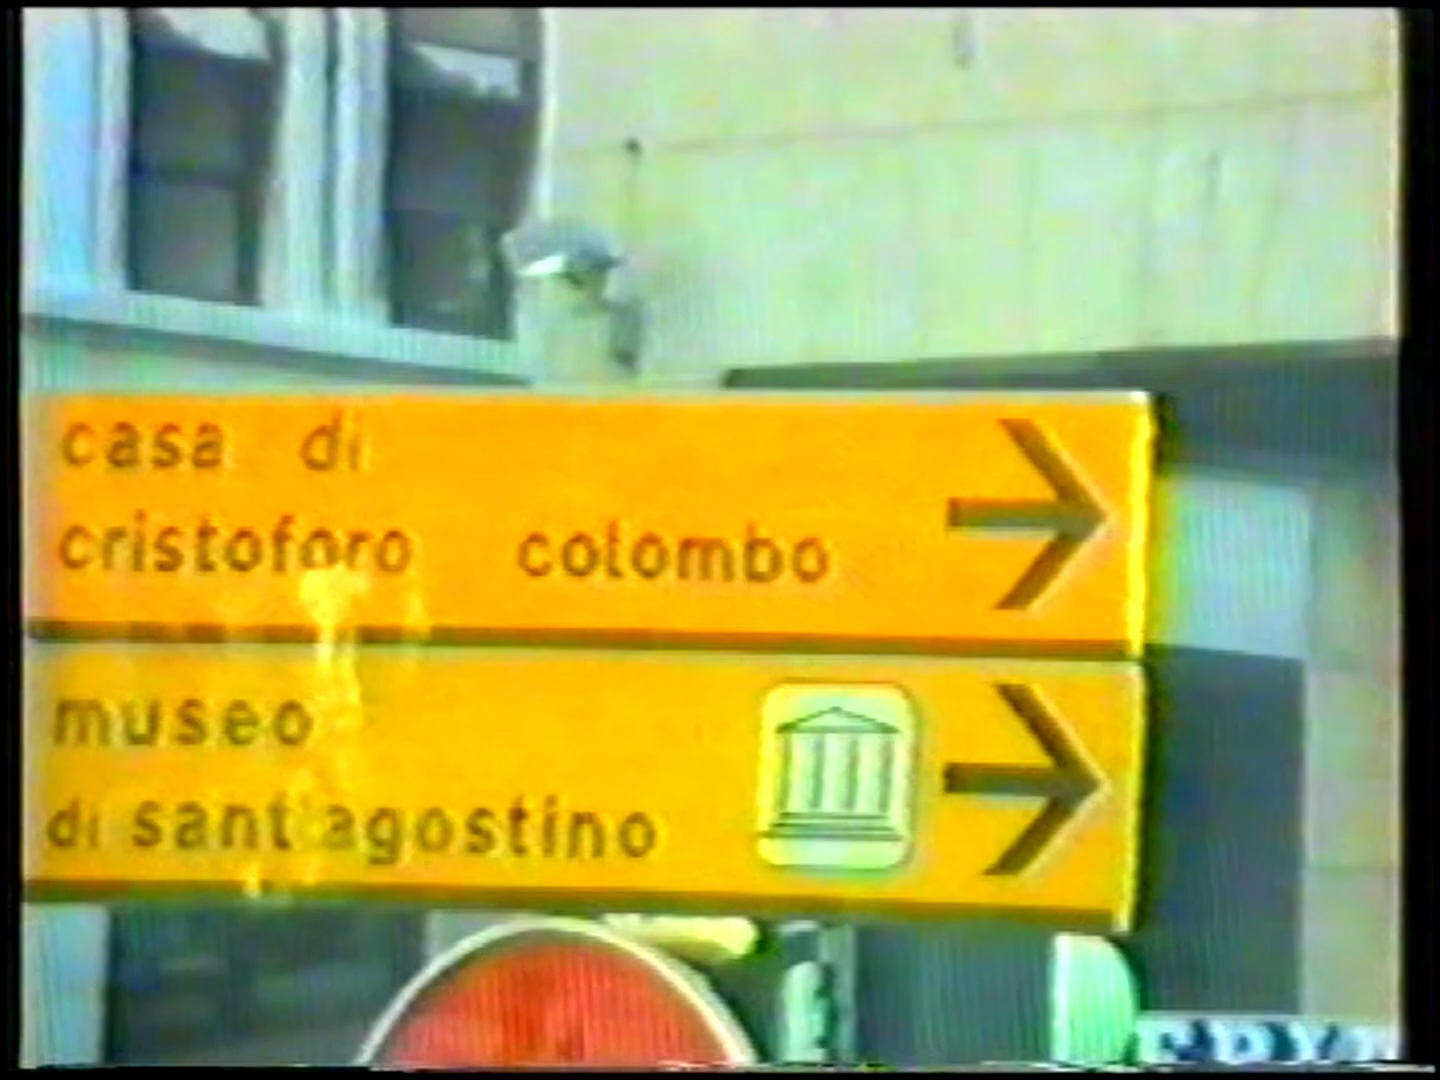 casa di
cristoforo colombo
museo
di sant'agostino